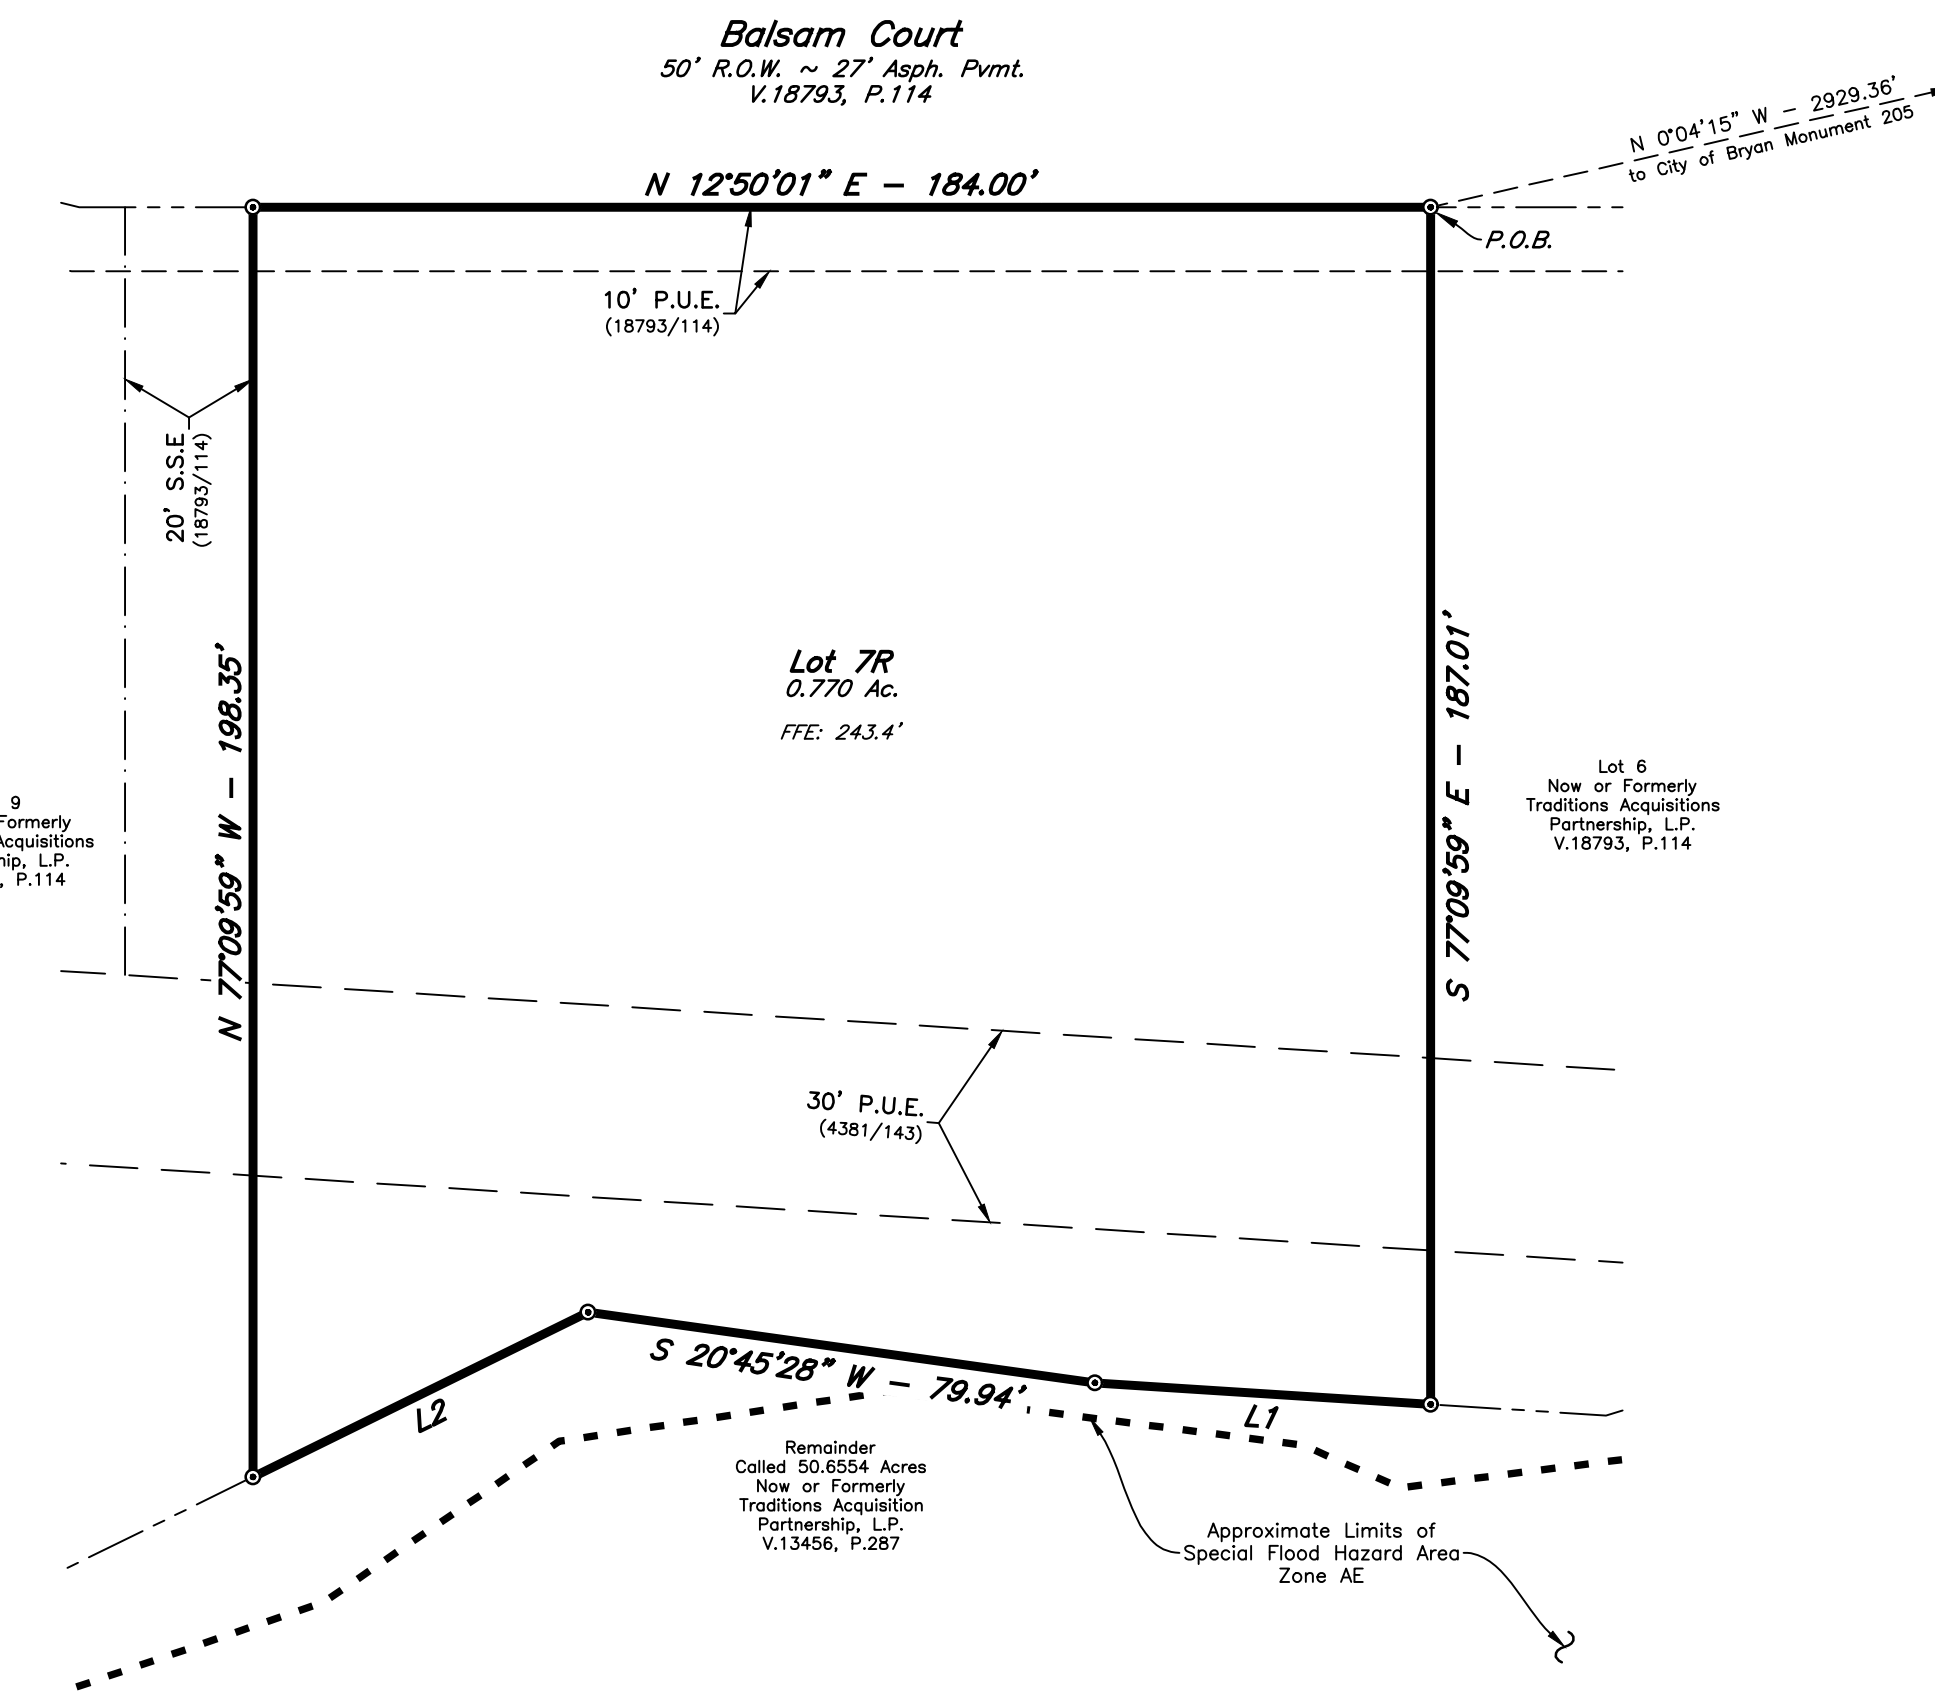 Balsam Court
50' R.O.W. ~ 27' Asph. Pvmt.
V.18793, P.114
N 0°04'15" W - 2929.36'
to City of Bryan Monument 205
N 12°50'01" E - 184.00'
P.O.B.
10' P.U.E.
(18793/114)
20' S.S.E
(18793/114)
N 77°09'59" W - 198.35'
Lot 7R
0.770 Ac.
FFE: 243.4'
S 77°09'59" E - 187.01'
Lot 6
Now or Formerly
Traditions Acquisitions
Partnership, L.P.
V.18793, P.114
9
Formerly
Acquisitions
hip, L.P.
, P.114
30' P.U.E.
(4381/143)
S 20°45'28" W - 79.94'
L2
L1
Remainder
Called 50.6554 Acres
Now or Formerly
Traditions Acquisition
Partnership, L.P.
V.13456, P.287
Approximate Limits of
Special Flood Hazard Area
Zone AE